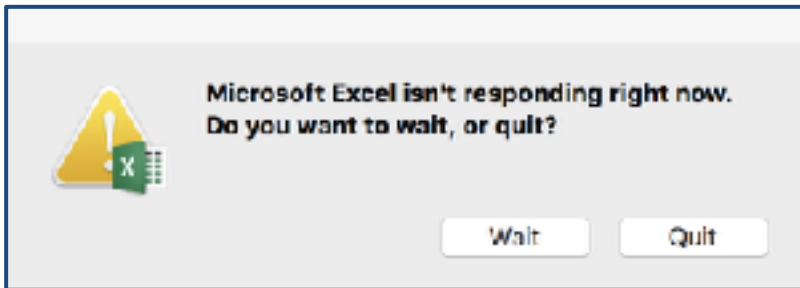 Microsoft Excel isn't responding right now.
Do you want to wait, or quit?
X
Wait
Quit